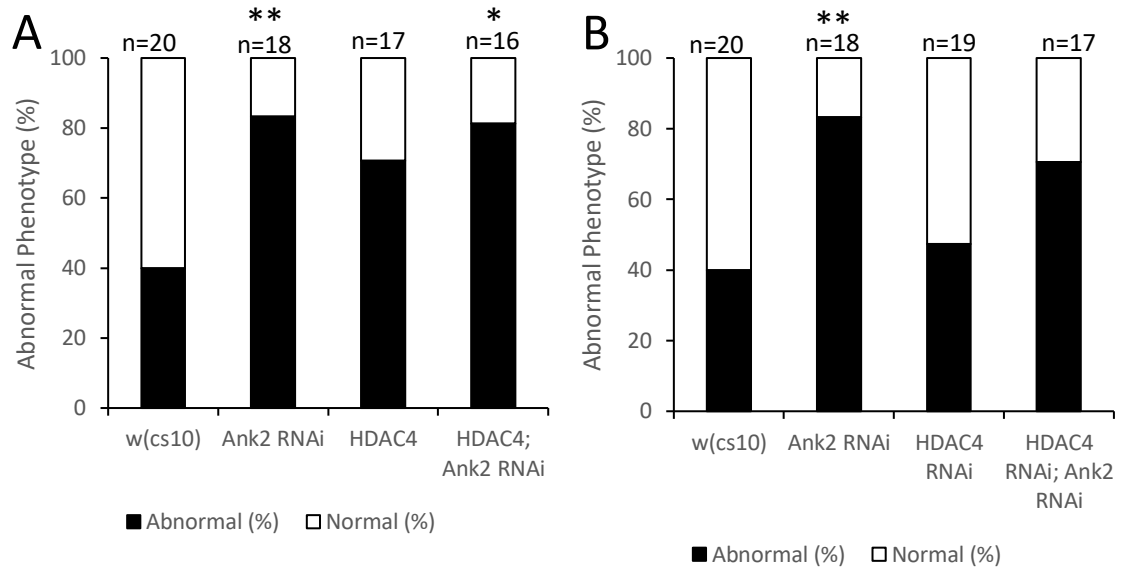 A
** *
n=20 n=18 n=17 n=16
Abnormal Phenotype (%)
100
80
60
40
20
0
w(cs10) Ank2 RNAi HDAC4 HDAC4;
Ank2 RNAi
Abnormal (%) Normal (%)
B
**
n=20 n=18 n=19 n=17
Abnormal Phenotype (%)
100
80
60
40
20
0
w(cs10) Ank2 RNAi HDAC4 HDAC4
RNAi RNAi; Ank2
RNAi
Abnormal (%) Normal (%)